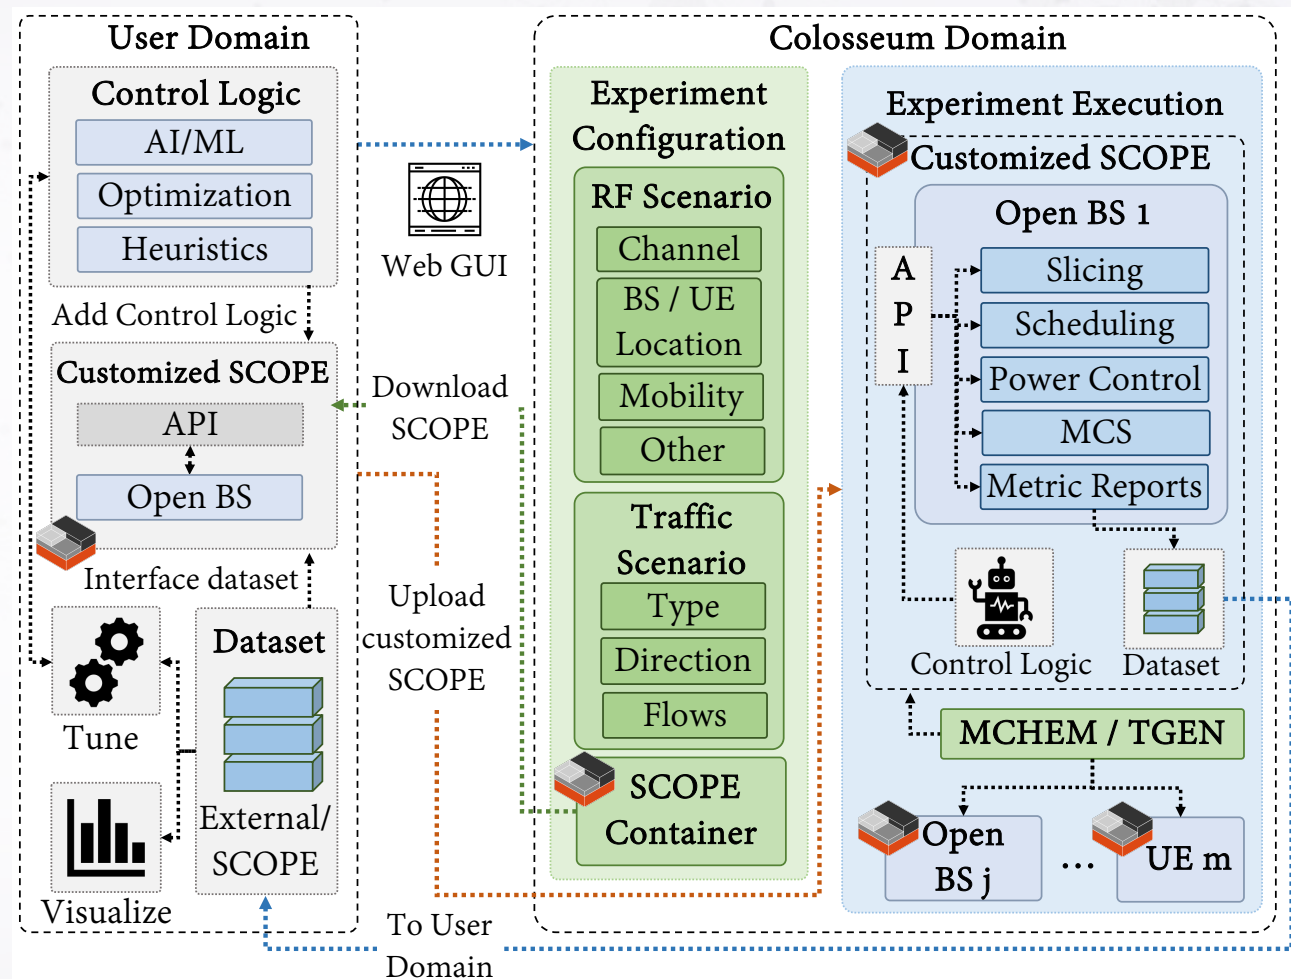 User Domain
Control Logic
AI/ML
Optimization
Heuristics
Add Control Logic
Customized SCOPE
API
Open BS
Interface dataset
Tune
Visualize
Dataset
External/
SCOPE
Web GUI
Download
SCOPE
Upload
customized
SCOPE
To User
Domain
Colosseum Domain
Experiment
Configuration
RF Scenario
Channel
BS / UE
Location
Mobility
Other
Traffic
Scenario
Type
Direction
Flows
SCOPE
Container
Experiment Execution
Customized SCOPE
Open BS 1
A
P
I
Slicing
Scheduling
Power Control
MCS
Metric Reports
Control Logic
Dataset
MCHEM / TGEN
Open
BS j
...
UE m